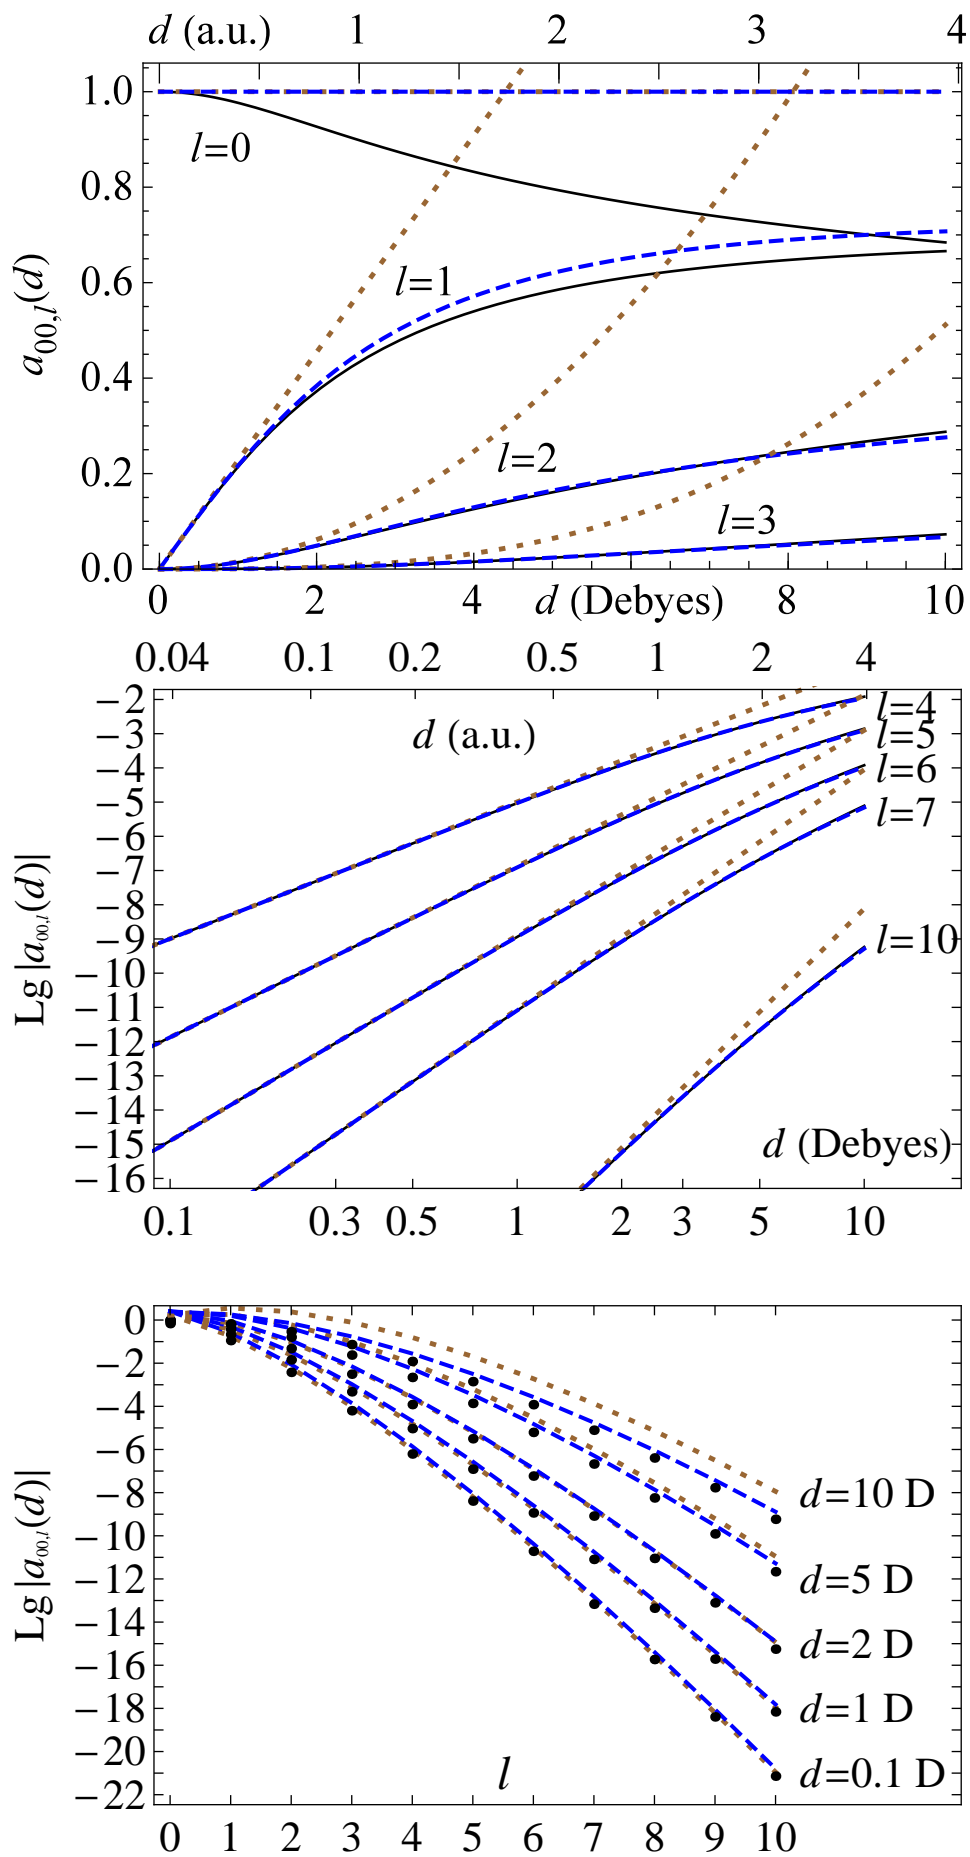 d (a.u.) 1 2 3 4
1.0
l=0
0.8
0.6
l=1
a00,l(d)
0.4
l=2
0.2
l=3
0.0
0 2 4 d (Debyes) 8 10
0.04 0.1 0.2 0.5 1 2 4
−2
d (a.u.)
l=4
−3
l=5
−4
l=6
−5
l=7
−6
−7
−8
−9
l=10
−10
−11
−12
−13
−14
−15
d (Debyes)
−16
Lg |a00,l(d)|
0.1 0.3 0.5 1 2 3 5 10
0
−2
−4
−6
−8
d=10 D
−10
−12
d=5 D
−14
d=2 D
−16
−18
d=1 D
−20
d=0.1 D
l
−22
Lg |a00,l(d)|
0 1 2 3 4 5 6 7 8 9 10